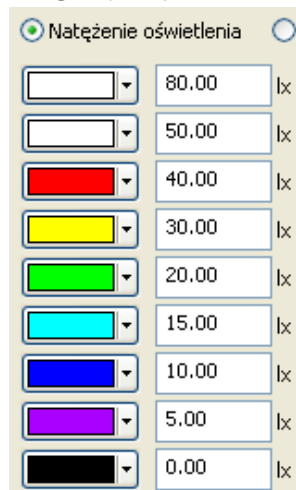 Natężenie oświetlenia
80.00 lx
50.00 lx
40.00 lx
30.00 lx
20.00 lx
15.00 lx
10.00 lx
5.00 lx
0.00 lx